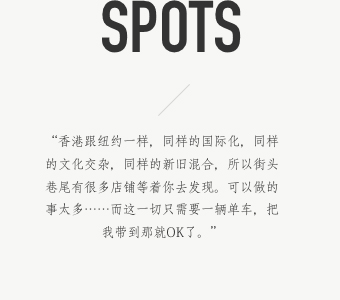 SPOTS
“香港跟纽约一样，同样的国际化，同样
的文化交杂，同样的新旧混合，所以街头
巷尾有很多店铺等着你去发现。可以做的
事太多……而这一切只需要一辆单车，把
我带到那就OK了。”